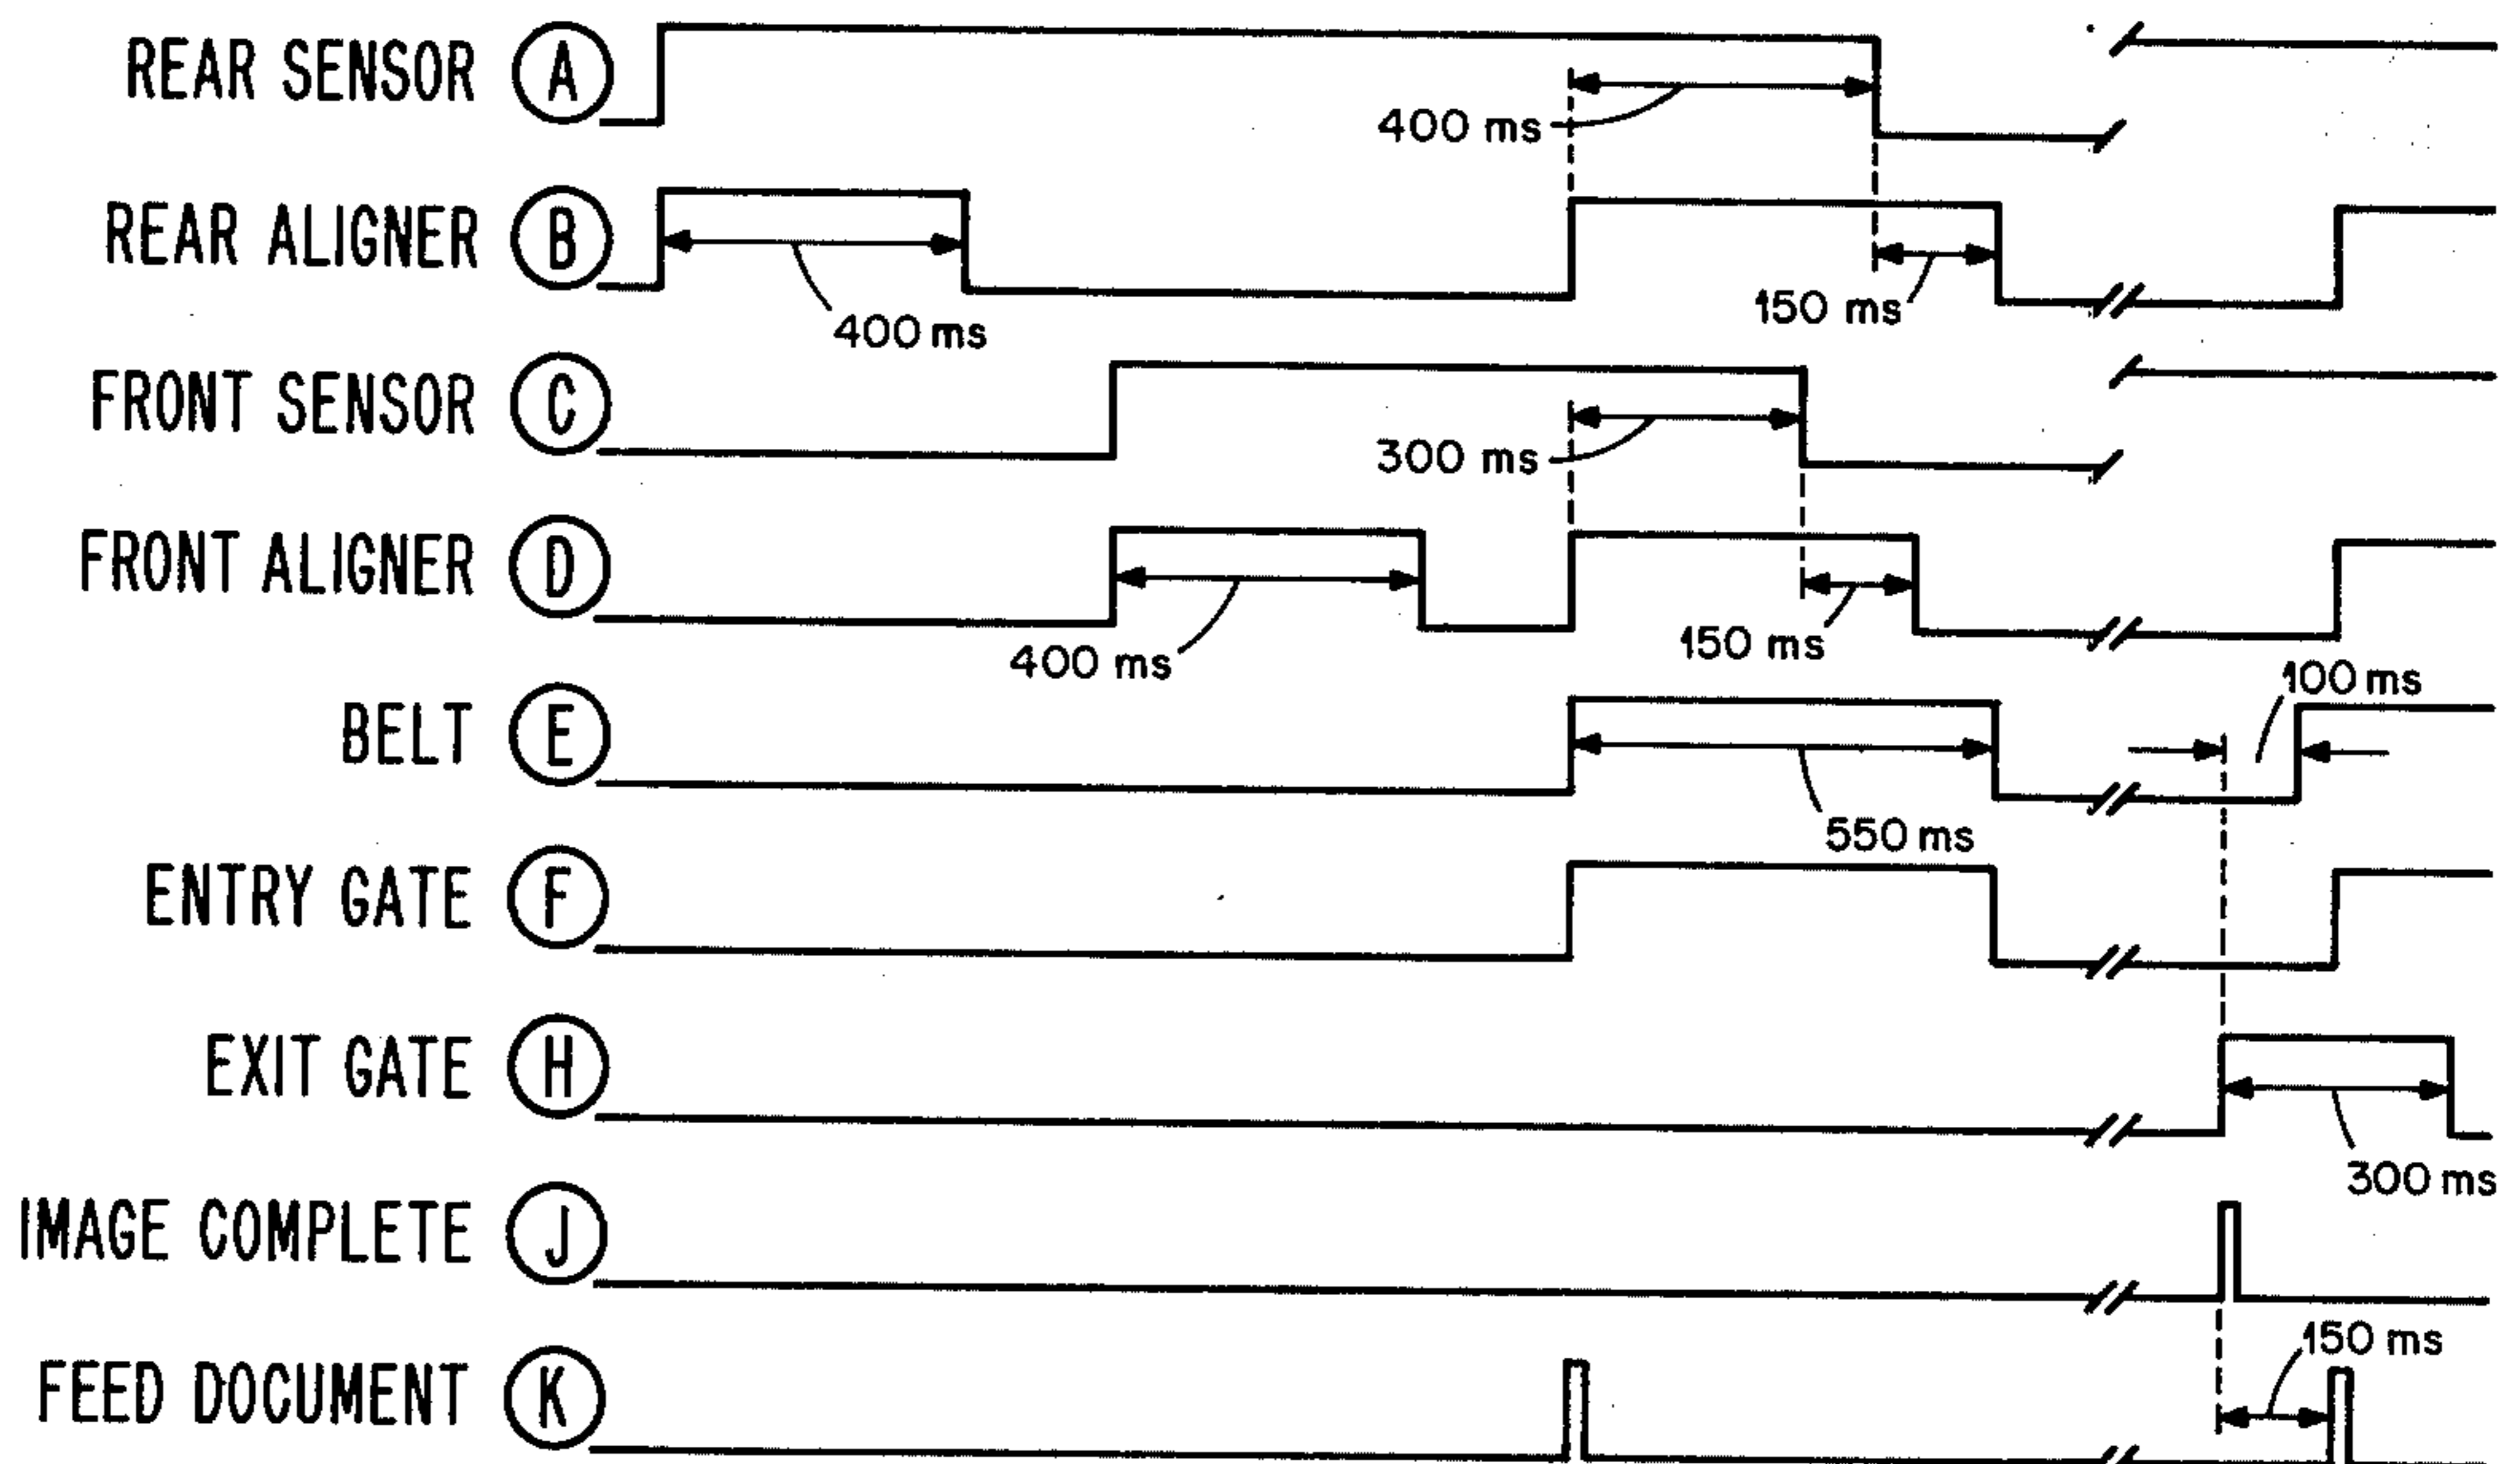 REAR SENSOR A
400 ms
REAR ALIGNER B
400 ms
150 ms
FRONT SENSOR C
300 ms
FRONT ALIGNER D
400 ms
150 ms
100 ms
BELT E
550 ms
ENTRY GATE F
EXIT GATE H
300 ms
IMAGE COMPLETE J
150 ms
FEED DOCUMENT K